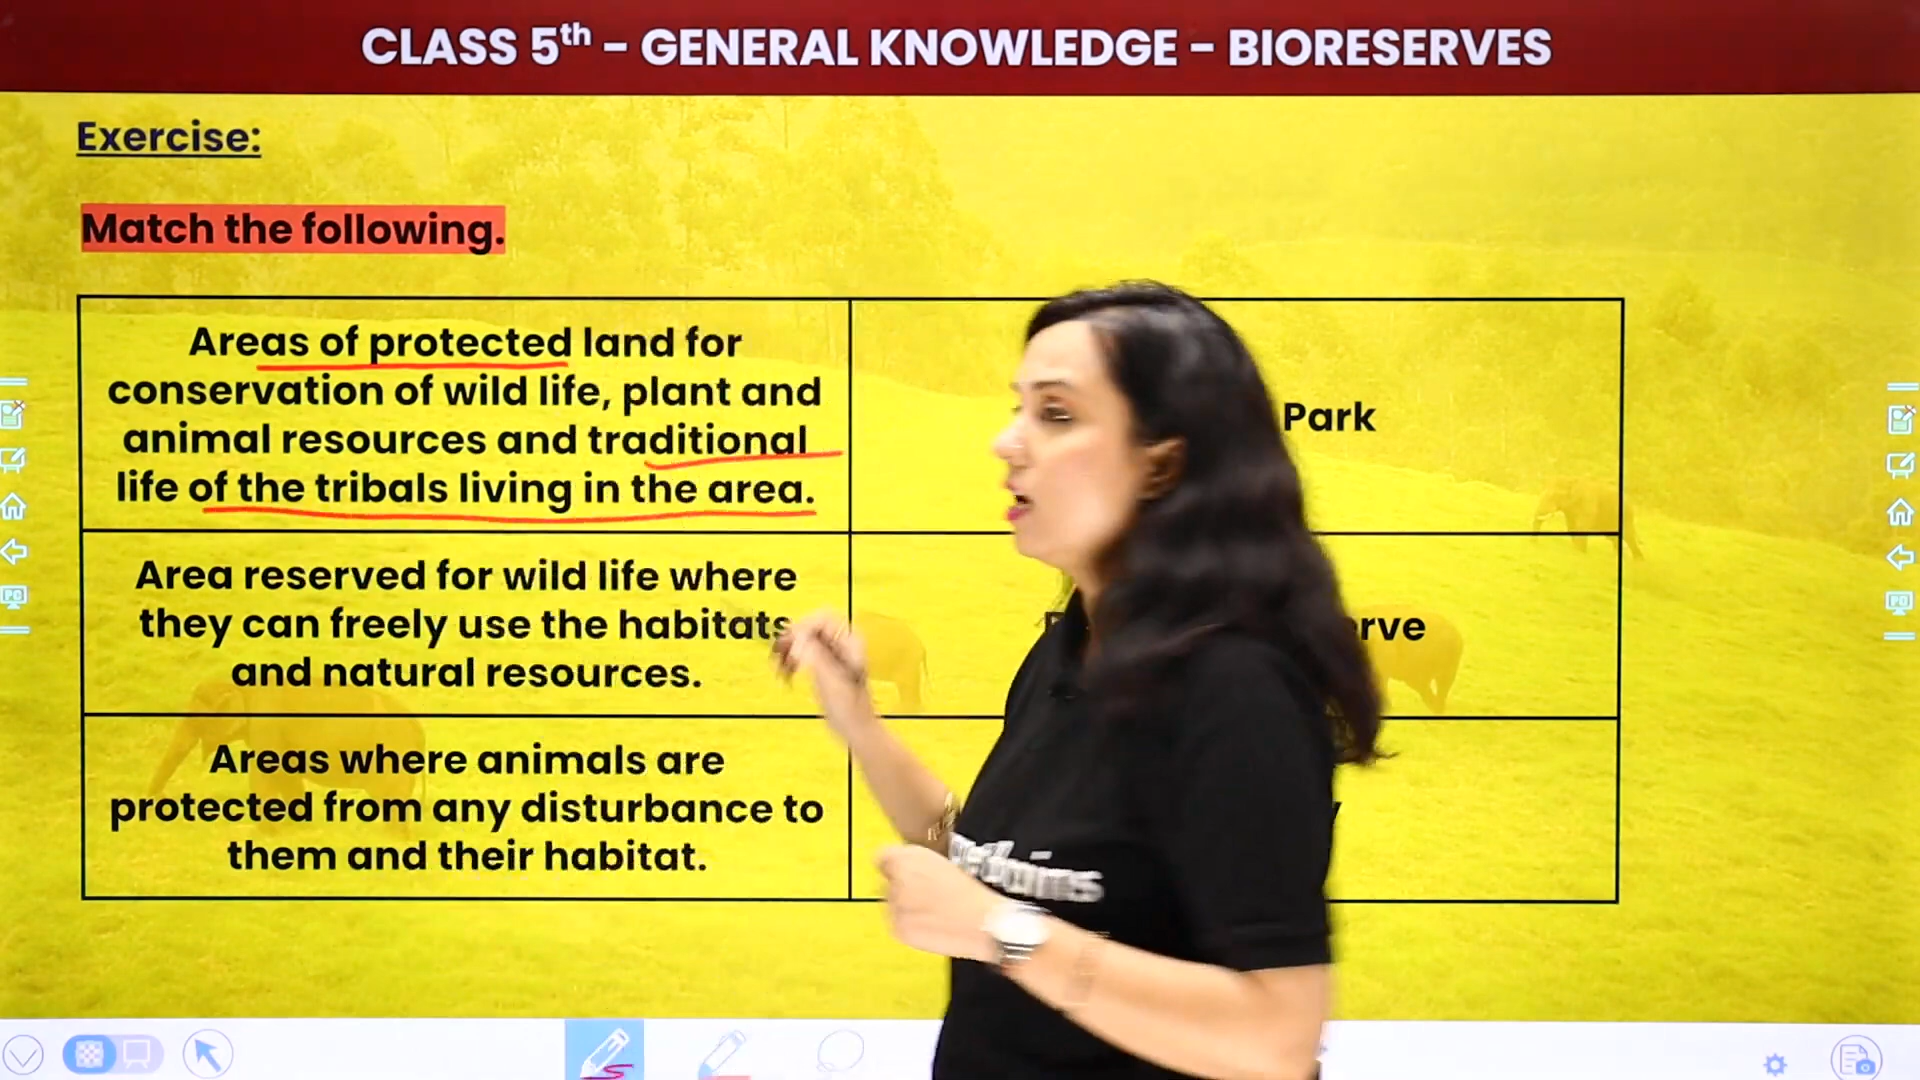 CLASS 5th – GENERAL KNOWLEDGE – BIORESERVES
Exercise:
Match the following.
Areas of protected land for
conservation of wild life, plant and
animal resources and traditional
life of the tribals living in the area.
Park
Area reserved for wild life where
they can freely use the habitats
and natural resources.
erve
Areas where animals are
protected from any disturbance to
them and their habitat.